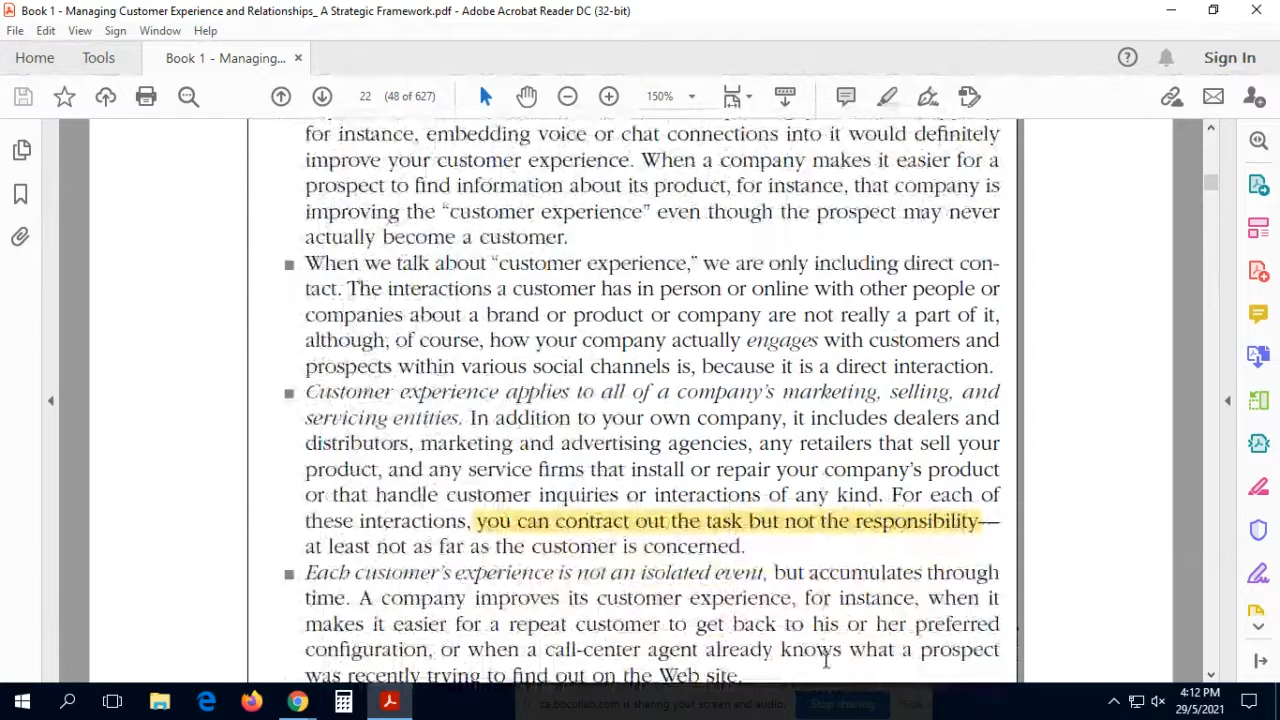 Book 1 - Managing Customer Experience and Relationships_ A Strategic Framework.pdf - Adobe Acrobat Reader DC (32-bit)
File Edit View Sign Window Help
Home Tools Book 1 - Managing... × Sign In
22 (48 of 627) 150%
for instance, embedding voice or chat connections into it would definitely
improve your customer experience. When a company makes it easier for a
prospect to find information about its product, for instance, that company is
improving the “customer experience” even though the prospect may never
actually become a customer.
■ When we talk about “customer experience,” we are only including direct con-
tact. The interactions a customer has in person or online with other people or
companies about a brand or product or company are not really a part of it,
although, of course, how your company actually engages with customers and
prospects within various social channels is, because it is a direct interaction.
■ Customer experience applies to all of a company’s marketing, selling, and
servicing entities. In addition to your own company, it includes dealers and
distributors, marketing and advertising agencies, any retailers that sell your
product, and any service firms that install or repair your company’s product
or that handle customer inquiries or interactions of any kind. For each of
these interactions, you can contract out the task but not the responsibility—
at least not as far as the customer is concerned.
■ Each customer’s experience is not an isolated event, but accumulates through
time. A company improves its customer experience, for instance, when it
makes it easier for a repeat customer to get back to his or her preferred
configuration, or when a call-center agent already knows what a prospect
was recently trying to find out on the Web site.
ca.bbcollab.com is sharing your screen and audio. Stop sharing Hide
4:12 PM
29/5/2021